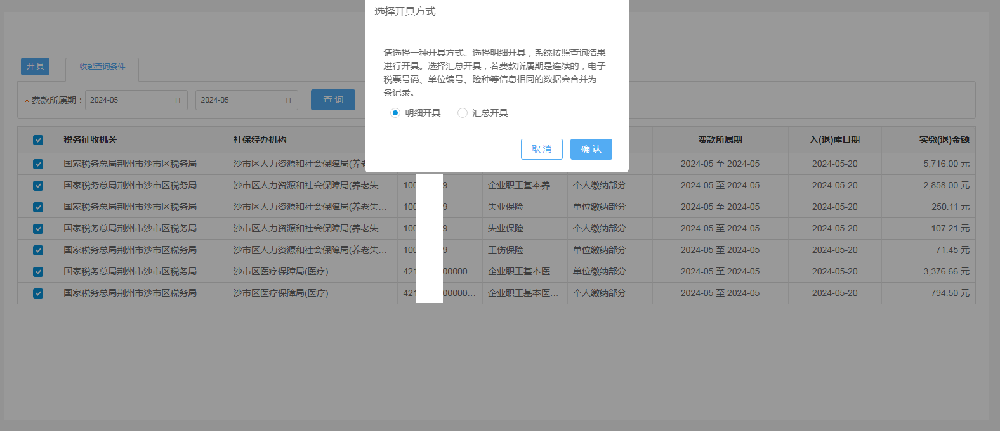 选择开具方式
请选择一种开具方式。选择明细开具，系统按照查询结果
进行开具。选择汇总开具，若费款所属期是连续的，电子
税票号码、单位编号、险种等信息相同的数据会合并为一
条记录。
明细开具 汇总开具
取消 确认
开具 收起查询条件
* 费款所属期： 2024-05 - 2024-05 查询
税务征收机关 社保经办机构 费款所属期 入(退)库日期 实缴(退)金额
国家税务总局荆州市沙市区税务局 沙市区人力资源和社会保障局(养老 2024-05 至 2024-05 2024-05-20 5,716.00 元
国家税务总局荆州市沙市区税务局 沙市区人力资源和社会保障局(养老失... 100 9 企业职工基本养... 个人缴纳部分 2024-05 至 2024-05 2024-05-20 2,858.00 元
国家税务总局荆州市沙市区税务局 沙市区人力资源和社会保障局(养老失... 100 9 失业保险 单位缴纳部分 2024-05 至 2024-05 2024-05-20 250.11 元
国家税务总局荆州市沙市区税务局 沙市区人力资源和社会保障局(养老失... 100 9 失业保险 个人缴纳部分 2024-05 至 2024-05 2024-05-20 107.21 元
国家税务总局荆州市沙市区税务局 沙市区人力资源和社会保障局(养老失... 100 9 工伤保险 单位缴纳部分 2024-05 至 2024-05 2024-05-20 71.45 元
国家税务总局荆州市沙市区税务局 沙市区医疗保障局(医疗) 421 00000... 企业职工基本医... 单位缴纳部分 2024-05 至 2024-05 2024-05-20 3,376.66 元
国家税务总局荆州市沙市区税务局 沙市区医疗保障局(医疗) 421 00000... 企业职工基本医... 个人缴纳部分 2024-05 至 2024-05 2024-05-20 794.50 元